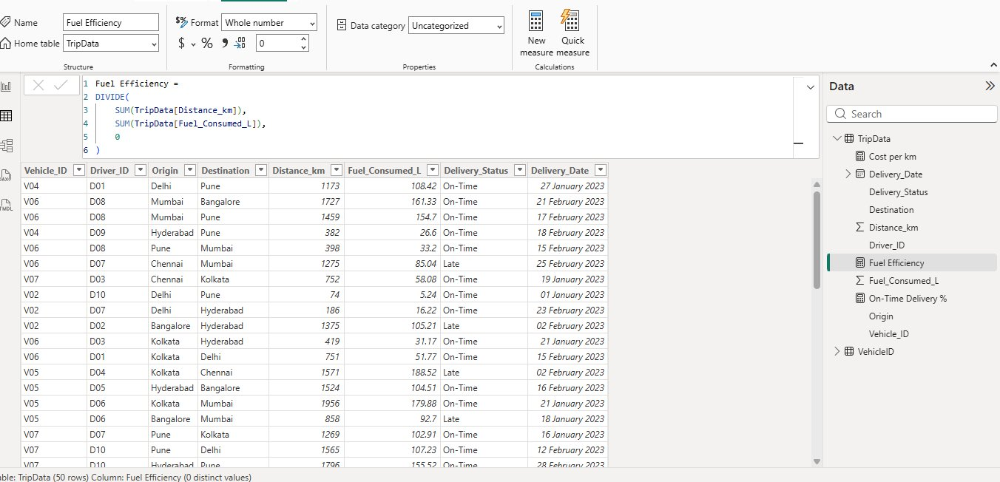 Name Fuel Efficiency
Home table TripData
Structure
$% Format Whole number
$ % 0
Formatting
Data category Uncategorized
Properties
New measure
Quick measure
Calculations
1 Fuel Efficiency =
2 DIVIDE(
3 SUM(TripData[Distance_km]),
4 SUM(TripData[Fuel_Consumed_L]),
5 0
6 )
Vehicle_ID Driver_ID Origin Destination Distance_km Fuel_Consumed_L Delivery_Status Delivery_Date
V04 D01 Delhi Pune 1173 108.42 On-Time 27 January 2023
V06 D08 Mumbai Bangalore 1727 161.33 On-Time 21 February 2023
V06 D08 Mumbai Pune 1459 154.7 On-Time 17 February 2023
V04 D09 Hyderabad Pune 382 26.6 On-Time 18 February 2023
V06 D08 Pune Mumbai 398 33.2 On-Time 15 February 2023
V06 D07 Chennai Mumbai 1275 85.04 Late 25 February 2023
V07 D03 Chennai Kolkata 752 58.08 On-Time 19 January 2023
V02 D10 Delhi Pune 74 5.24 On-Time 01 January 2023
V02 D07 Delhi Hyderabad 186 16.22 On-Time 23 February 2023
V02 D02 Bangalore Hyderabad 1375 105.21 Late 02 February 2023
V06 D03 Kolkata Hyderabad 419 31.17 On-Time 21 January 2023
V06 D01 Kolkata Delhi 751 51.77 On-Time 15 February 2023
V05 D04 Kolkata Chennai 1571 188.52 Late 02 February 2023
V05 D05 Hyderabad Bangalore 1524 104.51 On-Time 16 February 2023
V05 D06 Kolkata Mumbai 1956 179.88 On-Time 21 January 2023
V05 D06 Bangalore Mumbai 858 92.7 Late 18 January 2023
V07 D07 Pune Kolkata 1269 102.91 On-Time 16 January 2023
V07 D10 Pune Delhi 1565 107.23 On-Time 12 February 2023
V07 D10 Hyderabad Pune 1796 155.52 On-Time 28 February 2023
Data
Search
TripData
Cost per km
Delivery_Date
Delivery_Status
Destination
Distance_km
Driver_ID
Fuel Efficiency
Fuel_Consumed_L
On-Time Delivery %
Origin
Vehicle_ID
VehicleID
able: TripData (50 rows) Column: Fuel Efficiency (0 distinct values)